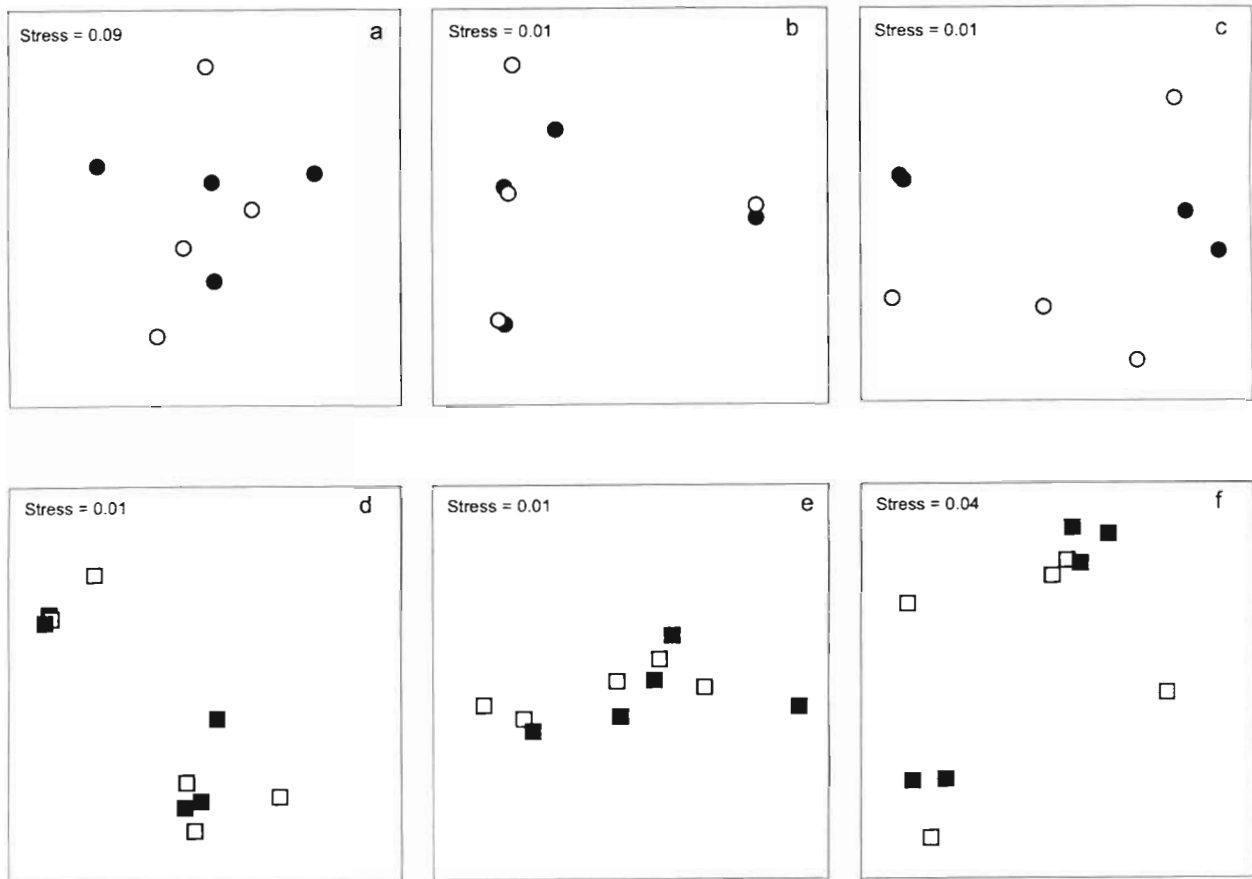 Stress = 0.09 a
Stress = 0.01 b
Stress = 0.01 c
Stress = 0.01 d
Stress = 0.01 e
Stress = 0.04 f